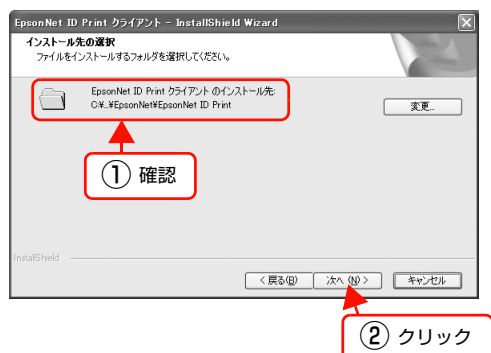 EpsonNet ID Print クライアント - InstallShield Wizard
インストール先の選択
ファイルをインストールするフォルダを選択してください。
EpsonNet ID Print クライアント のインストール先:
C:¥...¥EpsonNet¥EpsonNet ID Print
変更...
① 確認
InstallShield
< 戻る(B)
次へ (N) >
キャンセル
② クリック